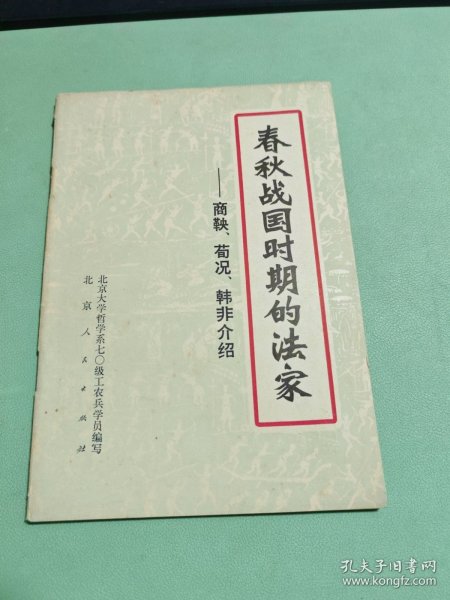 春秋战国时期的法家
——商鞅、荀况、韩非介绍
北京大学哲学系七〇级工农兵学员编写
北京人民出版社
孔夫子旧书网
www.kongfz.com